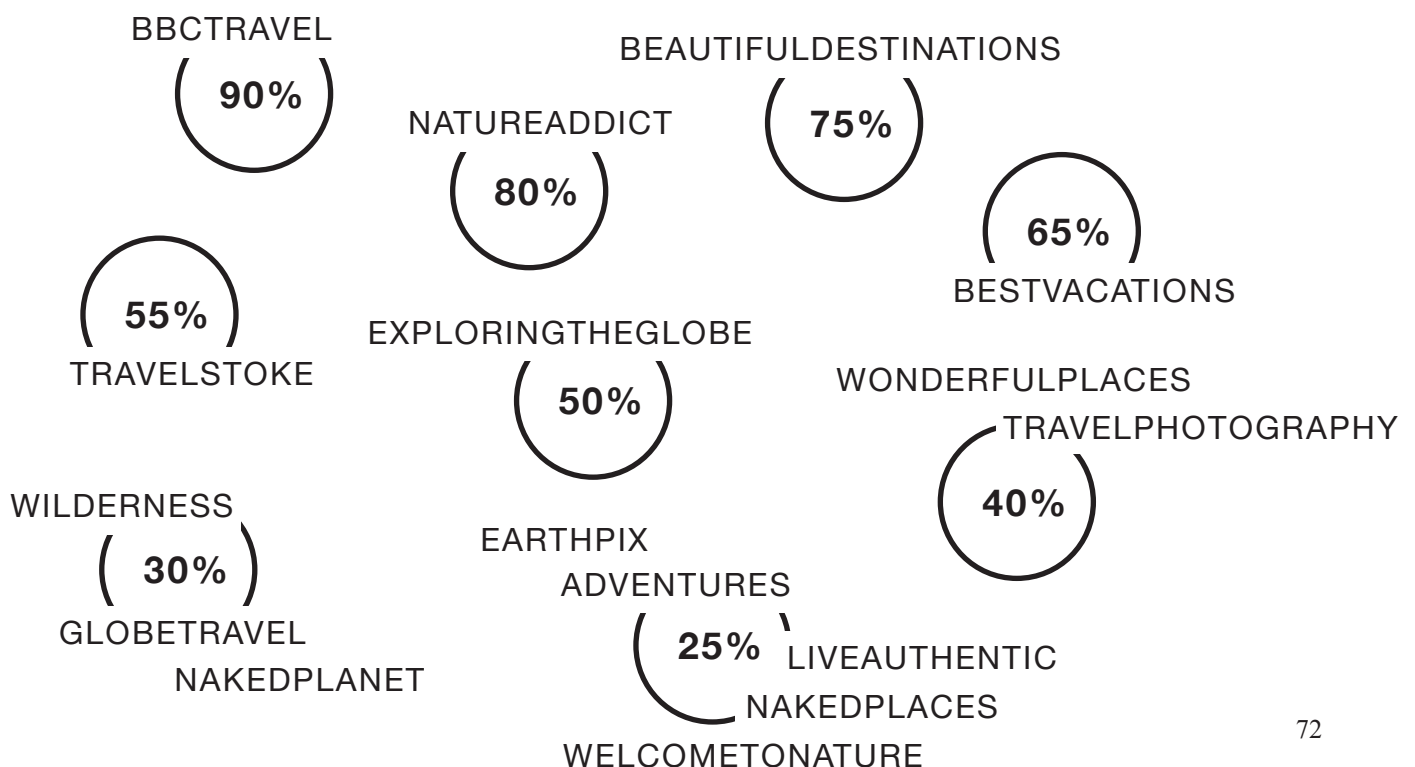 BBCTRAVEL
90%
BEAUTIFULDESTINATIONS
75%
NATUREADDICT
80%
65%
BESTVACATIONS
55%
TRAVELSTOKE
EXPLORINGTHEGLOBE
50%
WONDERFULPLACES
TRAVELPHOTOGRAPHY
40%
WILDERNESS
30%
GLOBETRAVEL
NAKEDPLANET
EARTHPIX
ADVENTURES
25%
LIVEAUTHENTIC
NAKEDPLACES
WELCOMETONATURE
72